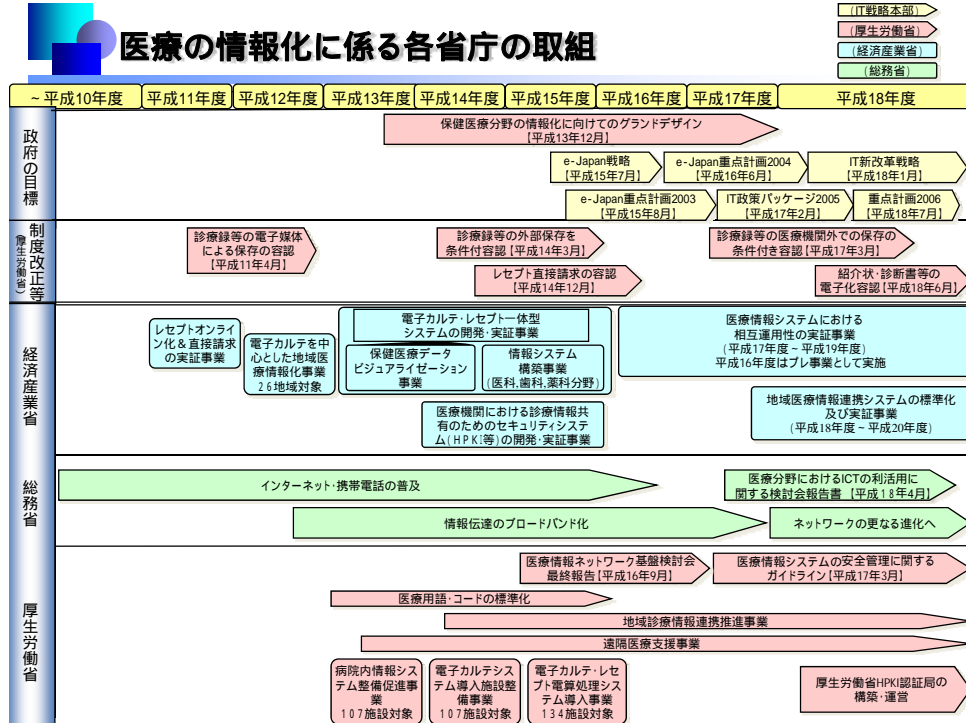 医療の情報化に係る各省庁の取組
(IT戦略本部)
(厚生労働省)
(経済産業省)
(総務省)
~平成10年度
平成11年度
平成12年度
平成13年度
平成14年度
平成15年度
平成16年度
平成17年度
平成18年度
政府の目標
保健医療分野の情報化に向けてのグランドデザイン
【平成13年12月】
e-Japan戦略
【平成15年7月】
e-Japan重点計画2004
【平成16年6月】
IT新改革戦略
【平成18年1月】
e-Japan重点計画2003
【平成15年8月】
IT政策パッケージ2005
【平成17年2月】
重点計画2006
【平成18年7月】
制度改正等
(厚生労働省)
診療録等の電子媒体
による保存の容認
【平成11年4月】
診療録等の外部保存を
条件付容認【平成14年3月】
診療録等の医療機関外での保存の
条件付き容認【平成17年3月】
レセプト直接請求の容認
【平成14年12月】
紹介状・診断書等の
電子化容認【平成18年6月】
経済産業省
レセプトオンライ
ン化&直接請求
の実証事業
電子カルテを中
心とした地域医
療情報化事業
26地域対象
電子カルテ・レセプト一体型
システムの開発・実証事業
保健医療データ
ビジュアライゼーション
事業
情報システム
構築事業
(医科,歯科,薬科分野)
医療情報システムにおける
相互運用性の実証事業
(平成17年度~平成19年度)
平成16年度はプレ事業として実施
医療機関における診療情報共
有のためのセキュリティシステ
ム(HPKI等)の開発・実証事業
地域医療情報連携システムの標準化
及び実証事業
(平成18年度~平成20年度)
総務省
インターネット・携帯電話の普及
医療分野におけるICTの利活用に
関する検討会報告書 【平成18年4月】
情報伝達のブロードバンド化
ネットワークの更なる進化へ
厚生労働省
医療情報ネットワーク基盤検討会
最終報告【平成16年9月】
医療情報システムの安全管理に関する
ガイドライン【平成17年3月】
医療用語・コードの標準化
地域診療情報連携推進事業
遠隔医療支援事業
病院内情報シス
テム整備促進事
業
107施設対象
電子カルテシス
テム導入施設整
備事業
107施設対象
電子カルテ・レセ
プト電算処理シス
テム導入事業
134施設対象
厚生労働省HPKI認証局の
構築・運営